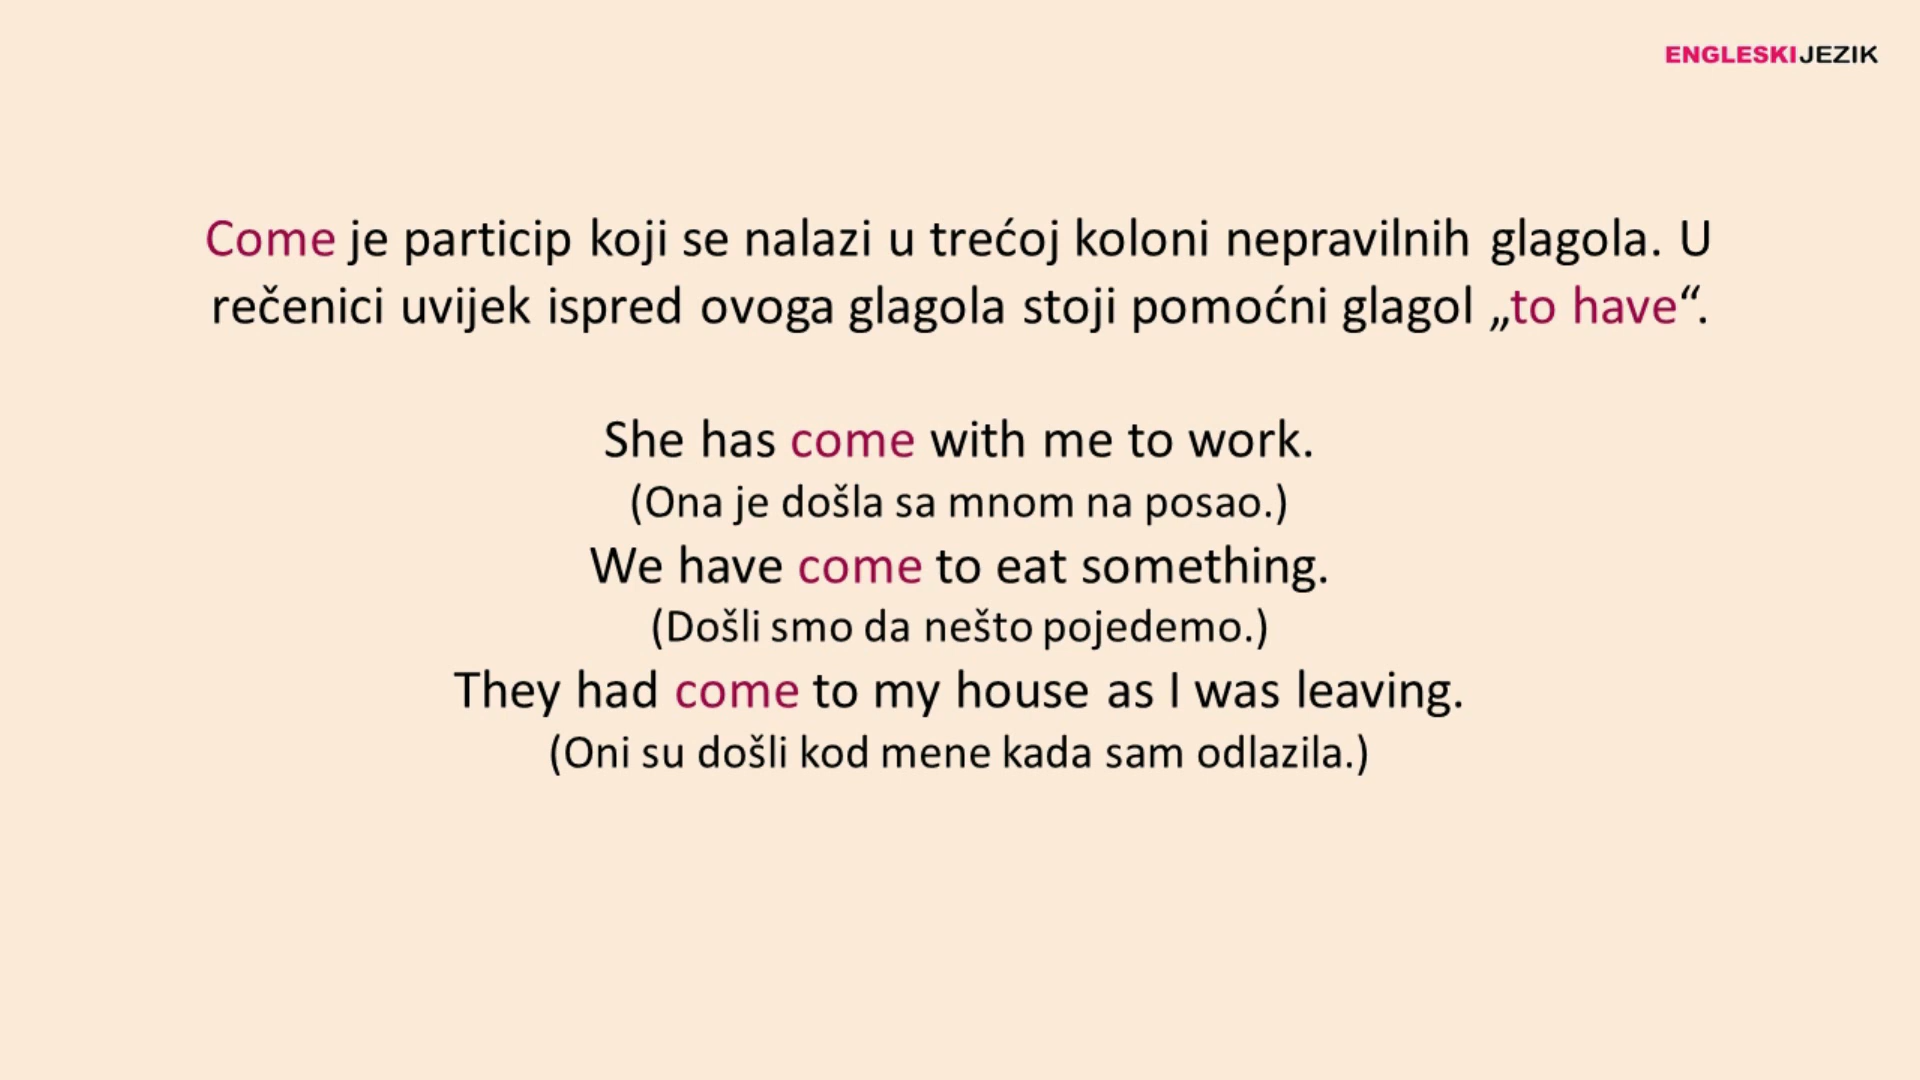 ENGLESKIJEZIK
Come je particip koji se nalazi u trećoj koloni nepravilnih glagola. U
rečenici uvijek ispred ovoga glagola stoji pomoćni glagol „to have“.
She has come with me to work.
(Ona je došla sa mnom na posao.)
We have come to eat something.
(Došli smo da nešto pojedemo.)
They had come to my house as I was leaving.
(Oni su došli kod mene kada sam odlazila.)